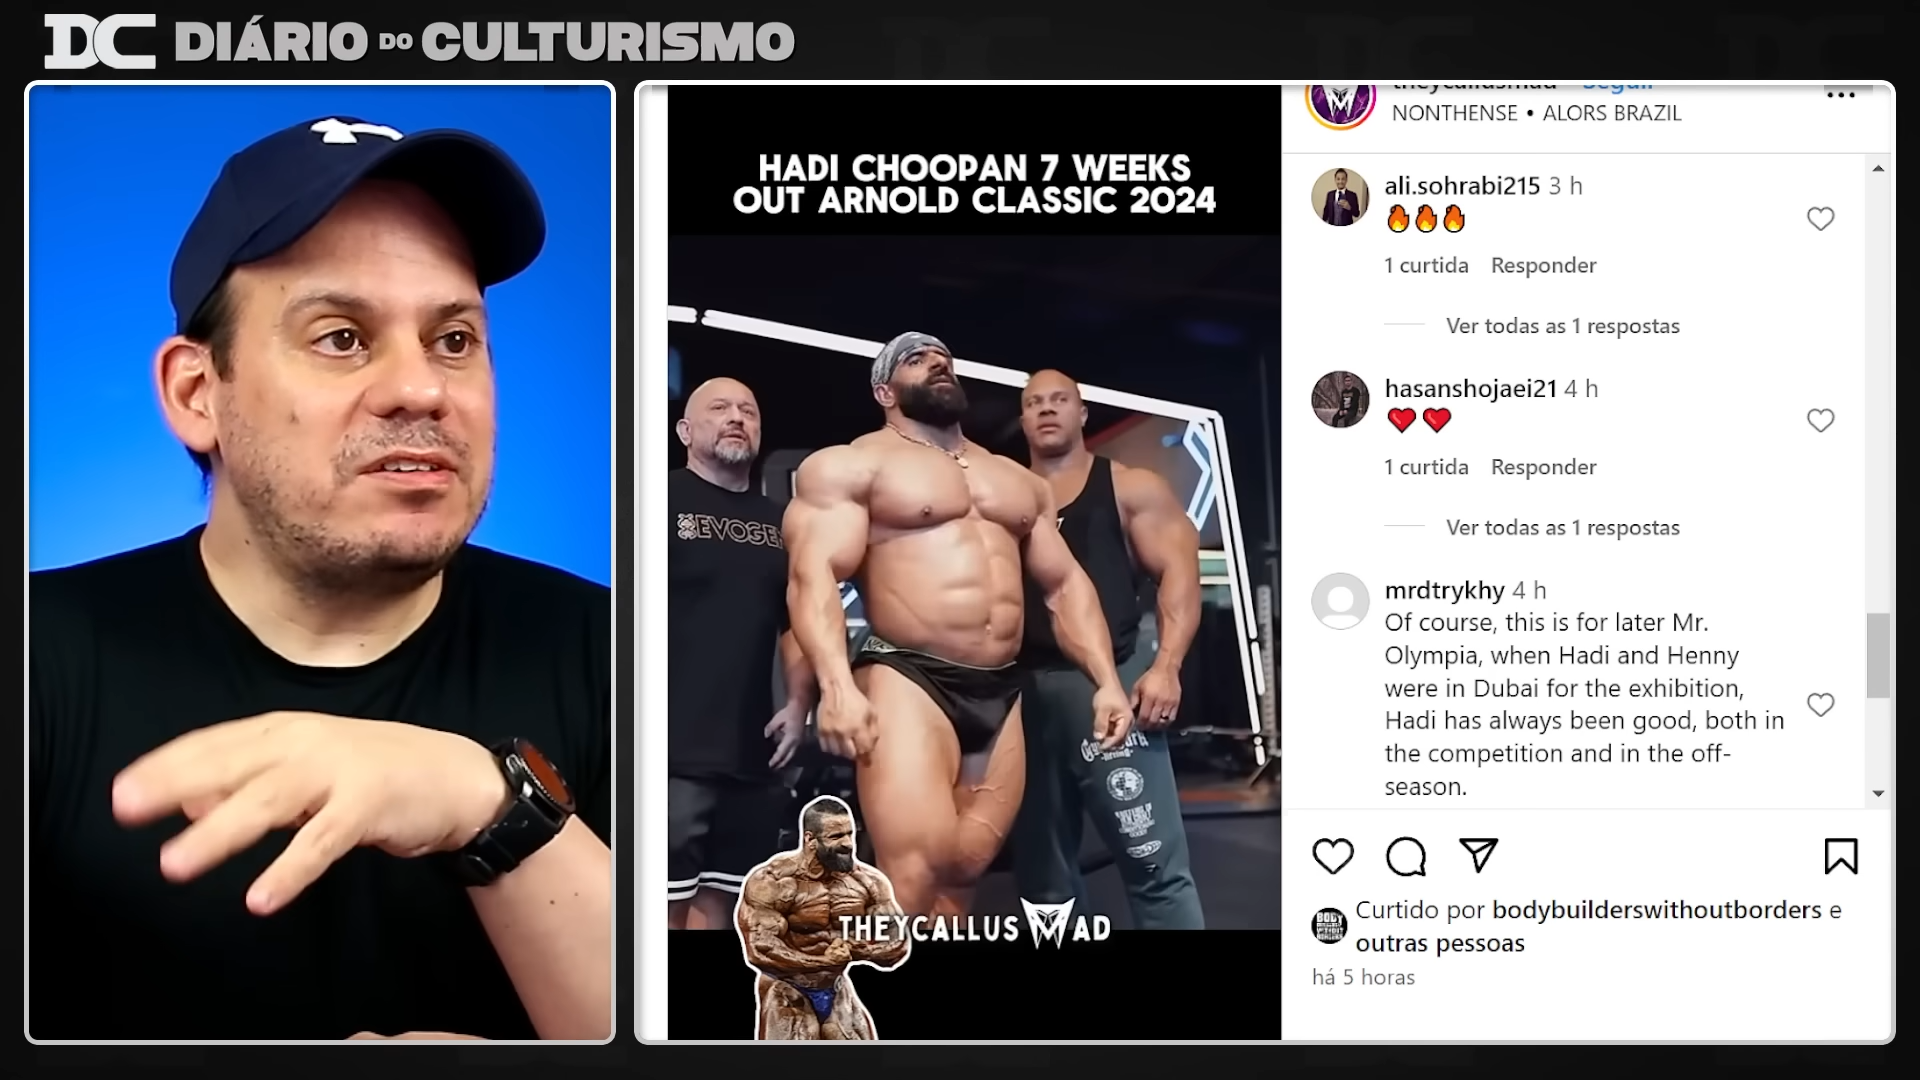 DC DIÁRIO DO CULTURISMO
HADI CHOOPAN 7 WEEKS
OUT ARNOLD CLASSIC 2024
EVOGE
THEYCALLUS MAD
theycallusmad • Seguir
NONTHENSE • ALORS BRAZIL
ali.sohrabi215 3 h
🔥🔥🔥
1 curtida Responder
Ver todas as 1 respostas
hasanshojaei21 4 h
❤️❤️
1 curtida Responder
Ver todas as 1 respostas
mrdtrykhy 4 h
Of course, this is for later Mr.
Olympia, when Hadi and Henny
were in Dubai for the exhibition,
Hadi has always been good, both in
the competition and in the off-
season.
Curtido por bodybuilderswithoutborders e
outras pessoas
há 5 horas